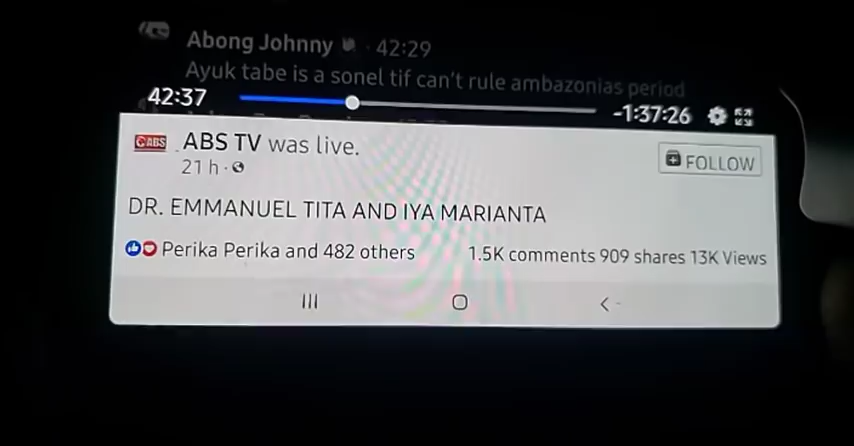 Abong Johnny · 42:29
Ayuk tabe is a sonel tif can't rule ambazonias period
42:37 -1:37:26
ABS ABS TV was live.
21 h ·
FOLLOW
DR. EMMANUEL TITA AND IYA MARIANTA
Perika Perika and 482 others 1.5K comments 909 shares 13K Views